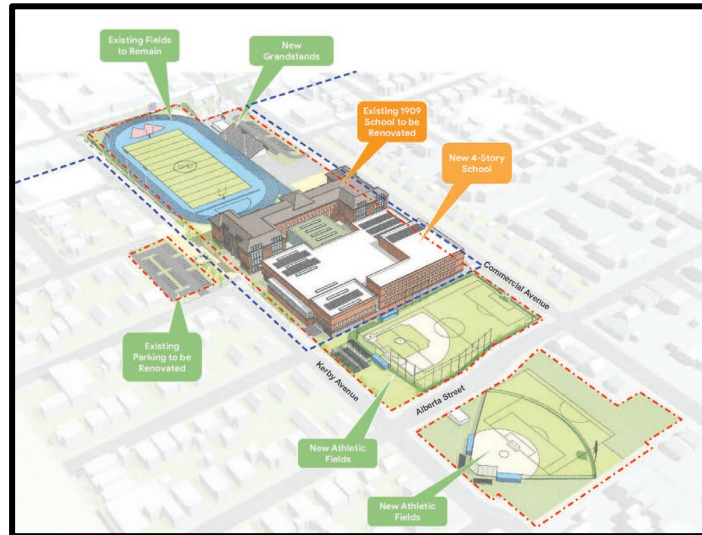 Existing Fields
to Remain
New
Grandstands
Existing 1909
School to be
Renovated
New 4-Story
School
Commercial Avenue
Existing
Parking to be
Renovated
Kerby Avenue
Alberta Street
New Athletic
Fields
New Athletic
Fields